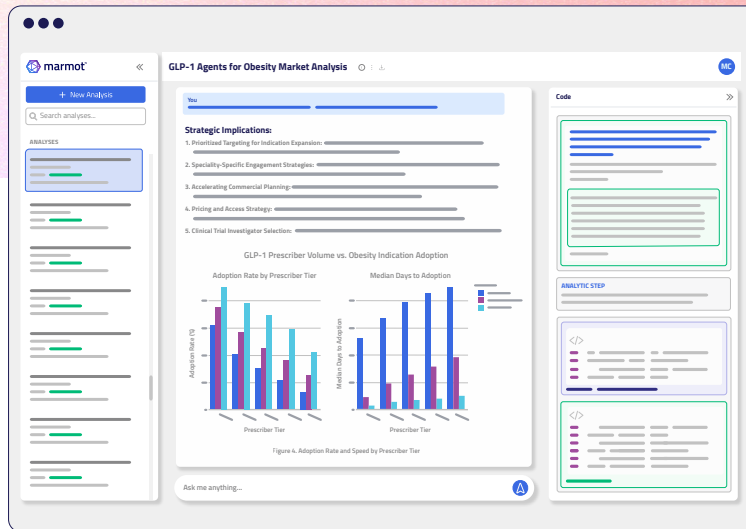 marmot
«
GLP-1 Agents for Obesity Market Analysis
MC
+ New Analysis
Search analyses...
ANALYSES
You
Strategic Implications:
1. Prioritized Targeting for Indication Expansion:
2. Speciality-Specific Engagement Strategies:
3. Accelerating Commercial Planning:
4. Pricing and Access Strategy:
5. Clinical Trial Investigator Selection:
GLP-1 Prescriber Volume vs. Obesity Indication Adoption
Adoption Rate by Prescriber Tier
Adoption Rate (%)
Prescriber Tier
Median Days to Adoption
Median Days to Adoption
Prescriber Tier
Figure 4. Adoption Rate and Speed by Prescriber Tier
Ask me anything...
Code
»
ANALYTIC STEP
</>
</>